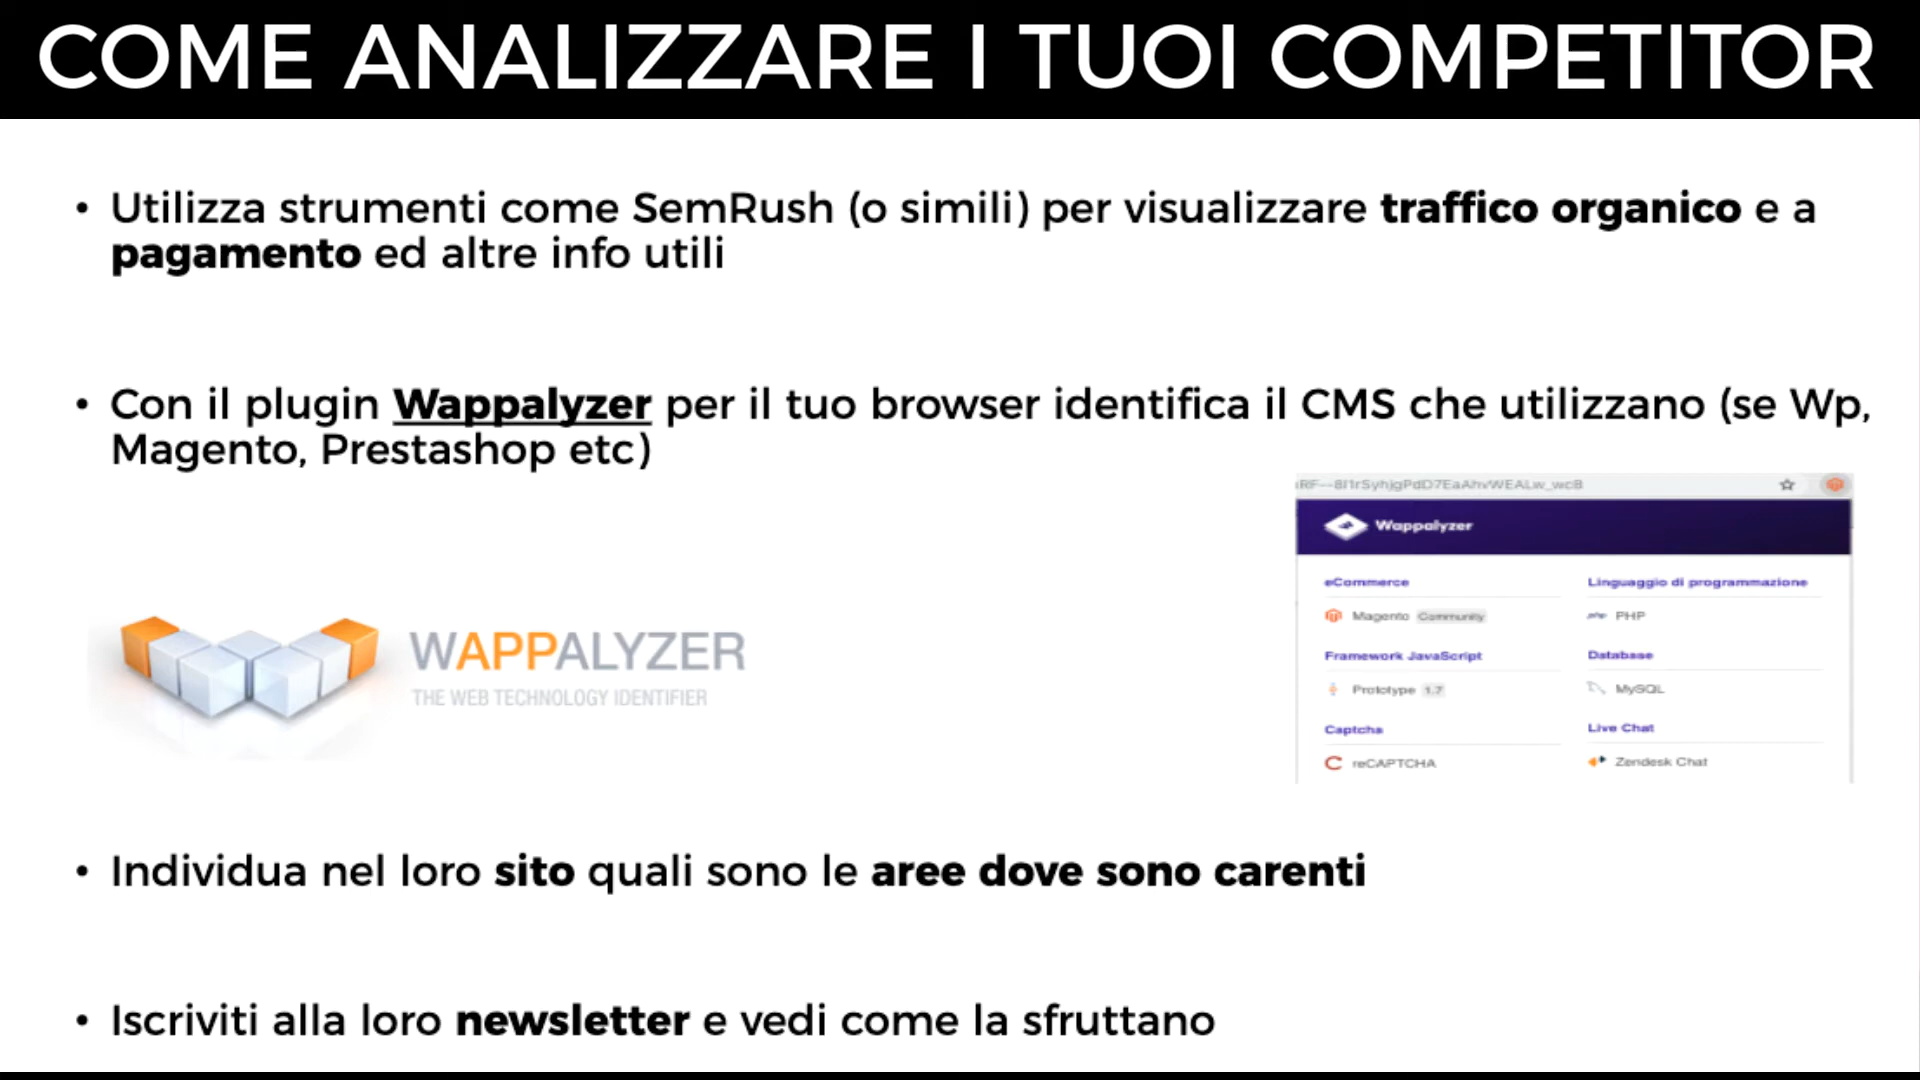 COME ANALIZZARE I TUOI COMPETITOR
• Utilizza strumenti come SemRush (o simili) per visualizzare traffico organico e a
pagamento ed altre info utili
• Con il plugin Wappalyzer per il tuo browser identifica il CMS che utilizzano (se Wp,
Magento, Prestashop etc)
WAPPALYZER
THE WEB TECHNOLOGY IDENTIFIER
Wappalyzer
eCommerce
Magento Community
Framework JavaScript
Prototype 1.7
Captcha
reCAPTCHA
Linguaggio di programmazione
PHP
Database
MySQL
Live Chat
Zendesk Chat
• Individua nel loro sito quali sono le aree dove sono carenti
• Iscriviti alla loro newsletter e vedi come la sfruttano